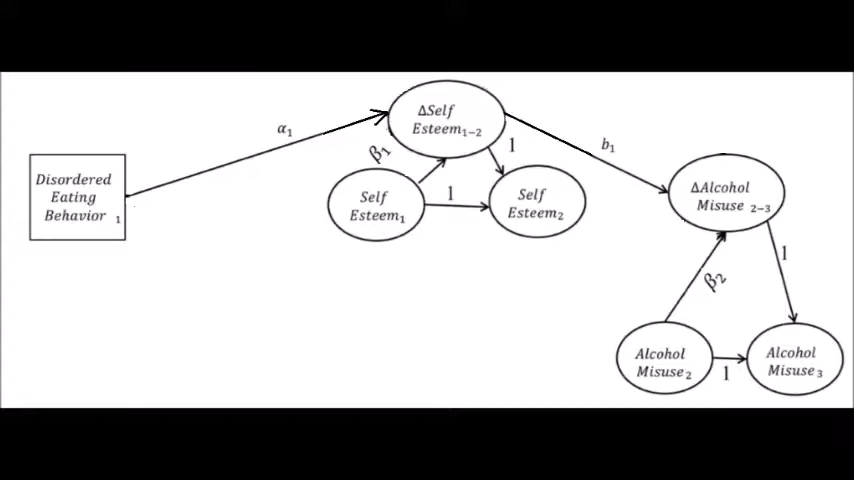 ΔSelf
Esteem₁₋₂
α₁
1
b₁
β₁
Disordered
Eating
Behavior ₁
Self
Esteem₁
1
Self
Esteem₂
ΔAlcohol
Misuse ₂₋₃
β₂
1
Alcohol
Misuse₂
1
Alcohol
Misuse₃